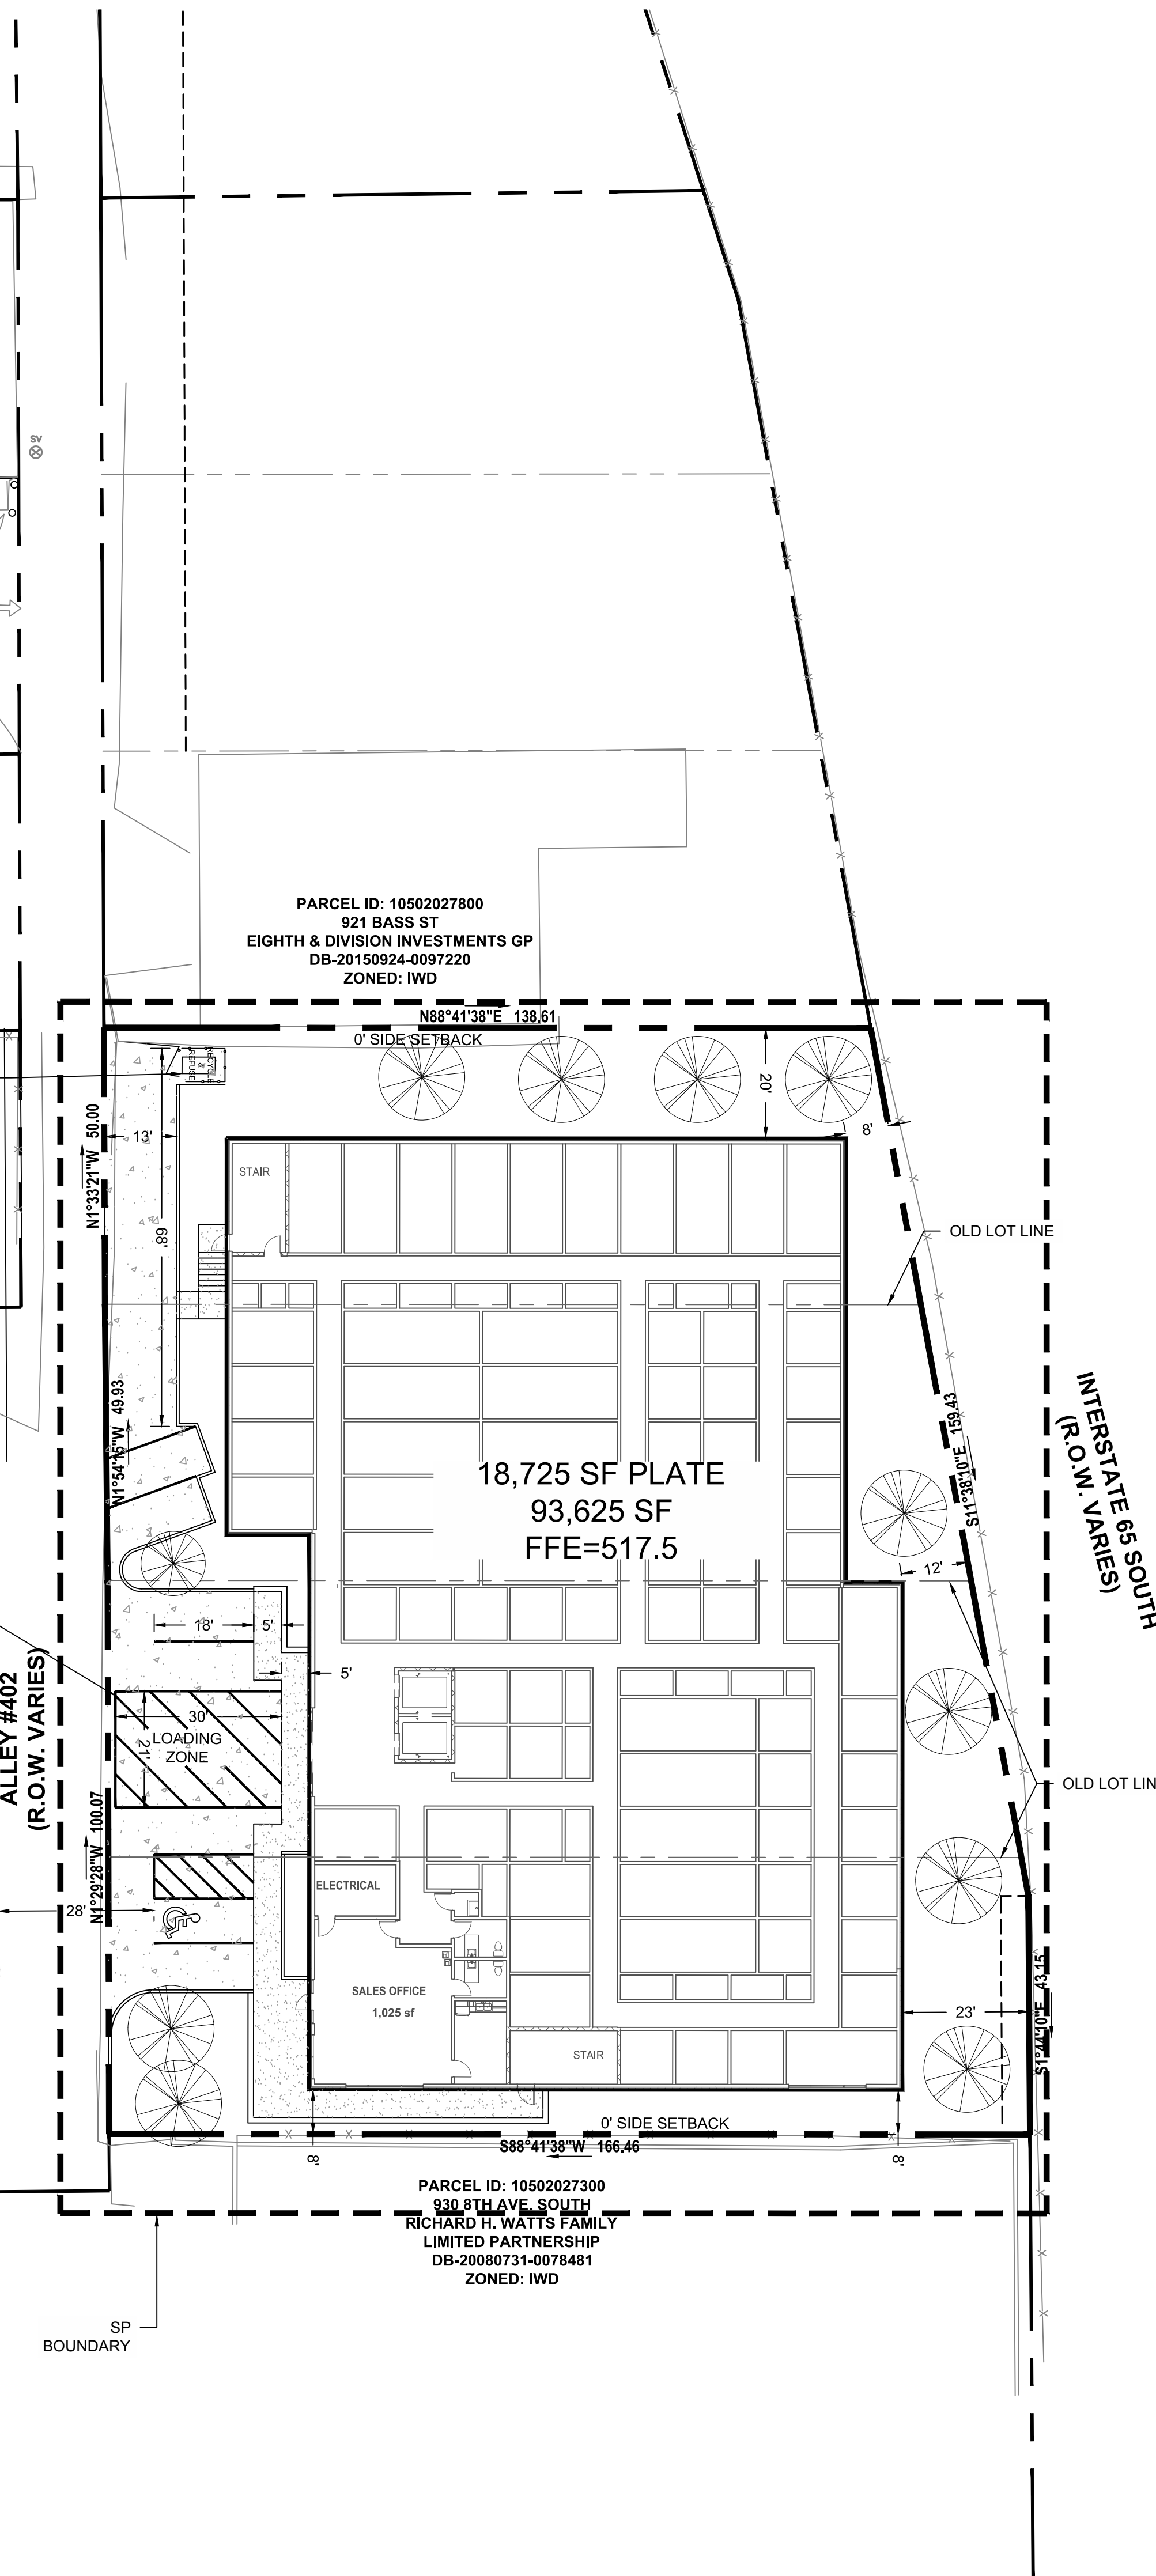 SV
PARCEL ID: 10502027800
921 BASS ST
EIGHTH & DIVISION INVESTMENTS GP
DB-20150924-0097220
ZONED: IWD
N88°41'38"E 138.61
0' SIDE SETBACK
RECYCLE
&
REFUSE
20'
13'
8'
N1°33'21"W 50.00
STAIR
68'
OLD LOT LINE
N1°54'15"W 49.93
S11°38'10"E 159.43
INTERSTATE 65 SOUTH
(R.O.W. VARIES)
18,725 SF PLATE
93,625 SF
FFE=517.5
12'
18'
5'
5'
ALLEY #402
(R.O.W. VARIES)
30'
LOADING
ZONE
21'
OLD LOT LIN
N1°29'28"W 100.07
ELECTRICAL
28'
SALES OFFICE
1,025 sf
23'
S1°44'10"E 43.15
STAIR
0' SIDE SETBACK
S88°41'38"W 166.46
8'
8'
PARCEL ID: 10502027300
930 8TH AVE. SOUTH
RICHARD H. WATTS FAMILY
LIMITED PARTNERSHIP
DB-20080731-0078481
ZONED: IWD
SP
BOUNDARY